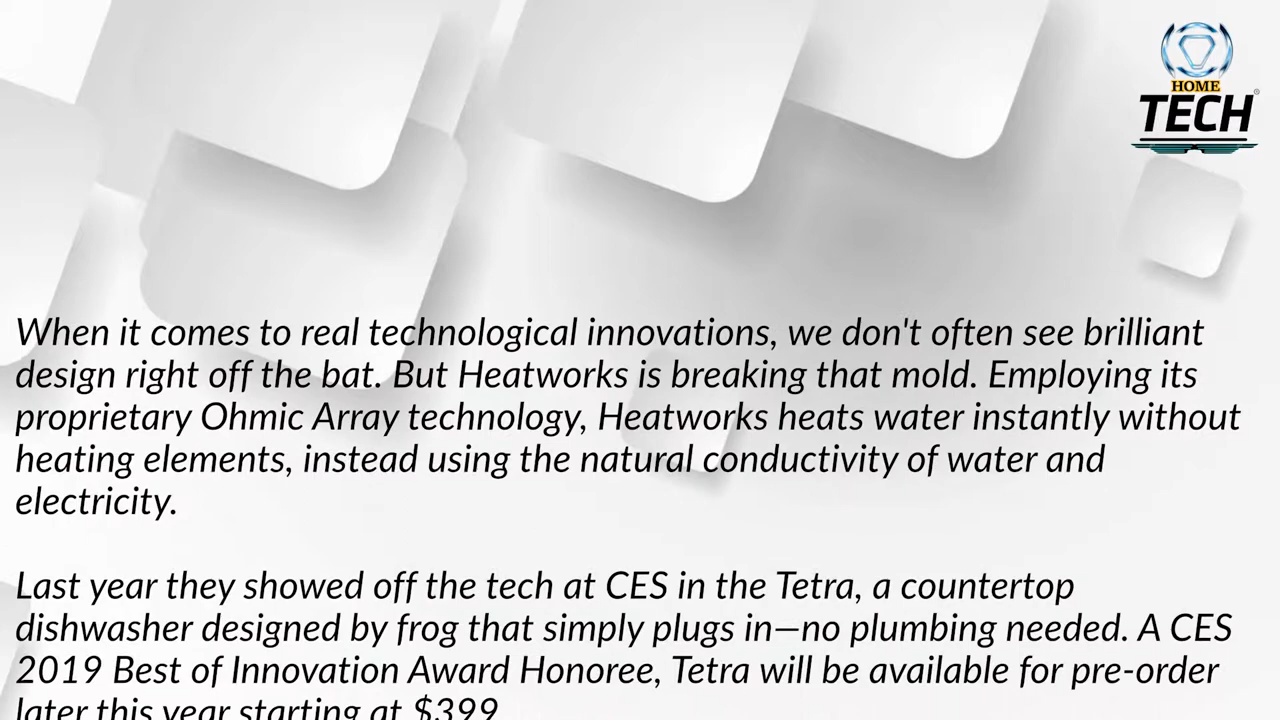 HOME
TECH
®
When it comes to real technological innovations, we don't often see brilliant
design right off the bat. But Heatworks is breaking that mold. Employing its
proprietary Ohmic Array technology, Heatworks heats water instantly without
heating elements, instead using the natural conductivity of water and
electricity.
Last year they showed off the tech at CES in the Tetra, a countertop
dishwasher designed by frog that simply plugs in—no plumbing needed. A CES
2019 Best of Innovation Award Honoree, Tetra will be available for pre-order
later this year starting at $399